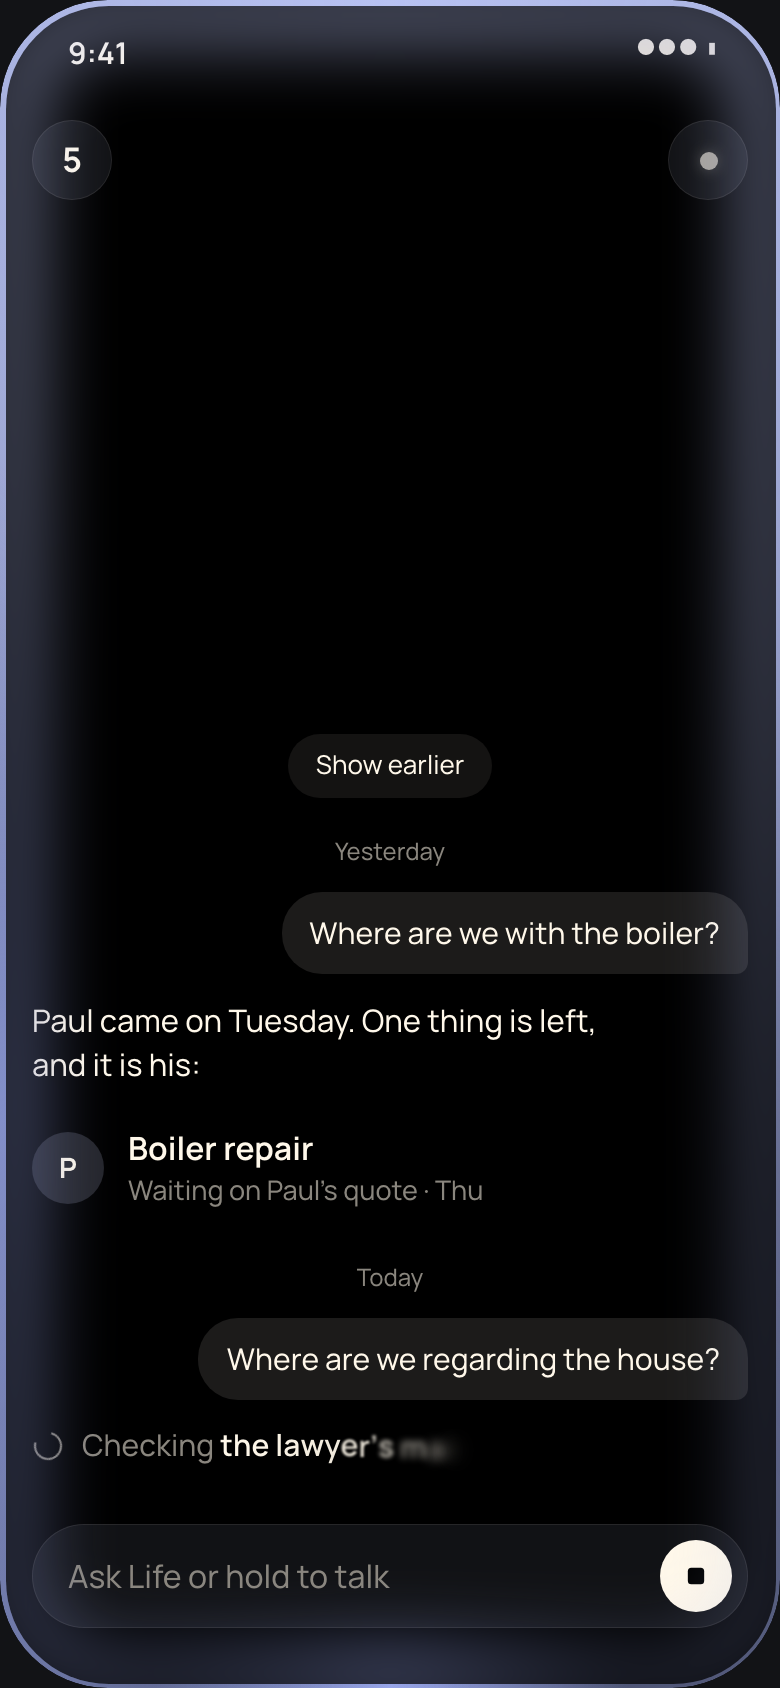 9:41
5
Show earlier
Yesterday
Where are we with the boiler?
Paul came on Tuesday. One thing is left,
and it is his:
P
Boiler repair
Waiting on Paul's quote · Thu
Today
Where are we regarding the house?
Checking the lawyer's
Ask Life or hold to talk